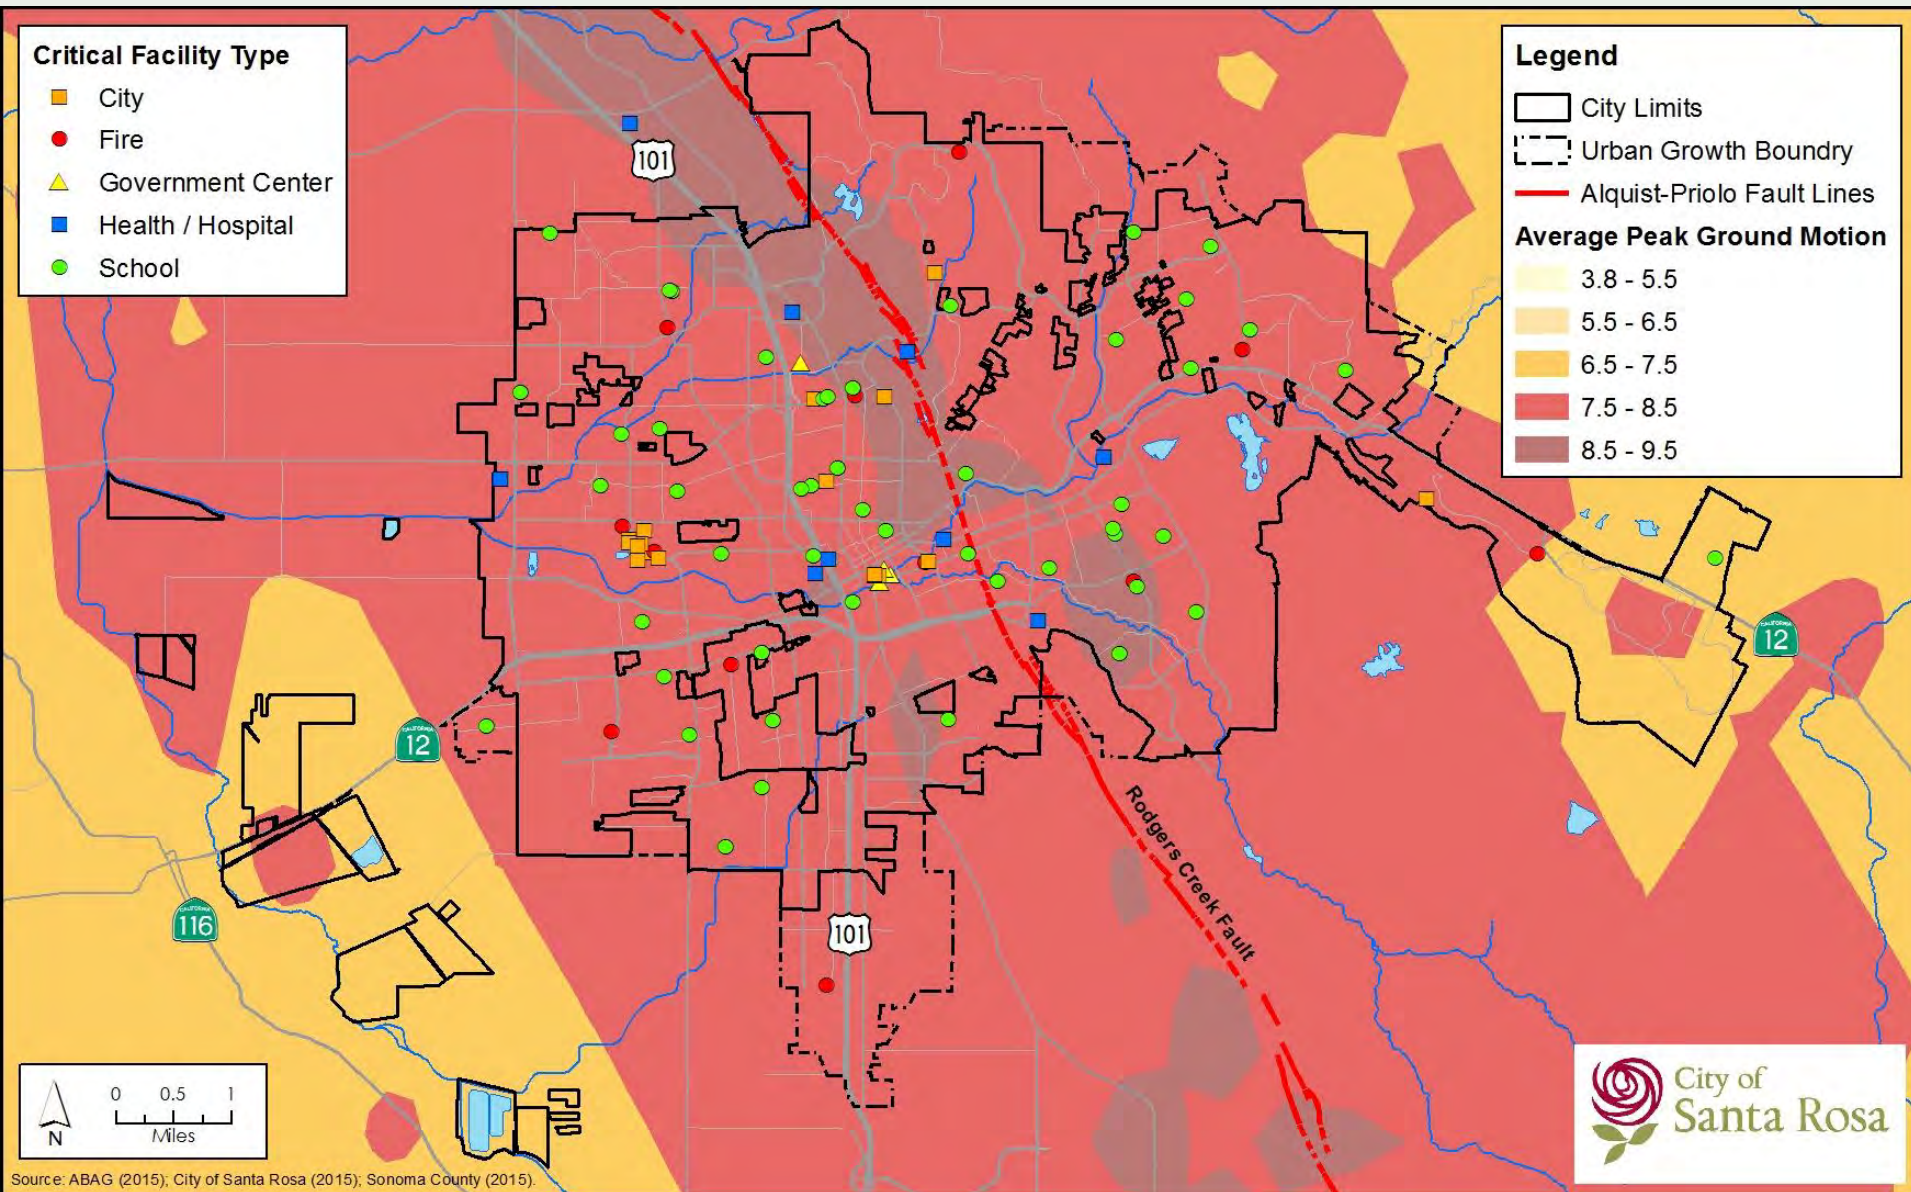 Critical Facility Type
City
Fire
Government Center
Health / Hospital
School
Legend
City Limits
Urban Growth Boundry
Alquist-Priolo Fault Lines
Average Peak Ground Motion
3.8 - 5.5
5.5 - 6.5
6.5 - 7.5
7.5 - 8.5
8.5 - 9.5
101
CALIFORNIA
12
CALIFORNIA
12
CALIFORNIA
116
101
Rodgers Creek Fault
0 0.5 1
Miles
N
City of
Santa Rosa
Source: ABAG (2015); City of Santa Rosa (2015); Sonoma County (2015).